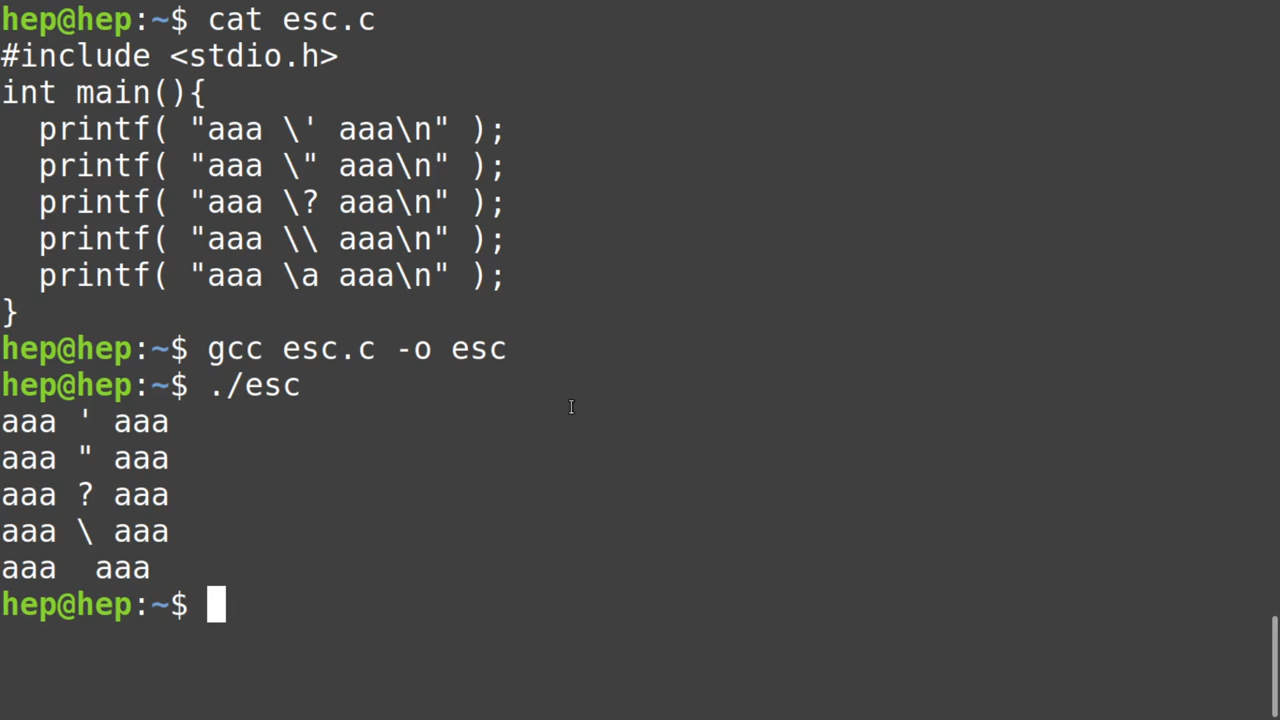 hep@hep:~$ cat esc.c
#include <stdio.h>
int main(){
  printf( "aaa \' aaa\n" );
  printf( "aaa \" aaa\n" );
  printf( "aaa \? aaa\n" );
  printf( "aaa \\ aaa\n" );
  printf( "aaa \a aaa\n" );
}
hep@hep:~$ gcc esc.c -o esc
hep@hep:~$ ./esc
aaa ' aaa
aaa " aaa
aaa ? aaa
aaa \ aaa
aaa  aaa
hep@hep:~$